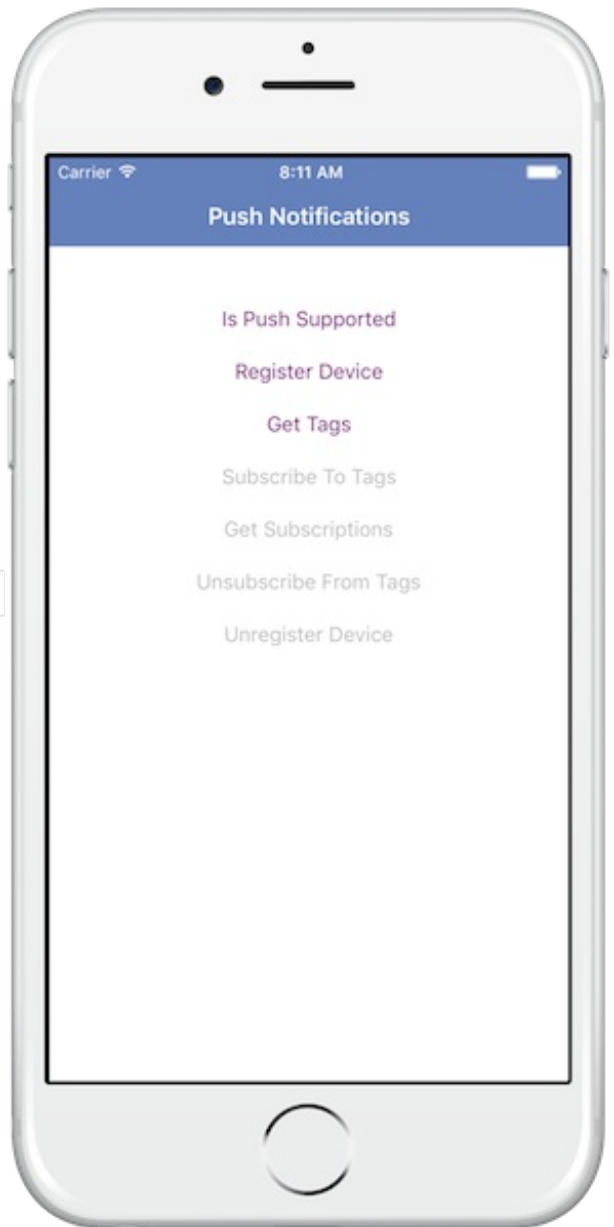 Carrier
8:11 AM
Push Notifications
Is Push Supported
Register Device
Get Tags
Subscribe To Tags
Get Subscriptions
Unsubscribe From Tags
Unregister Device